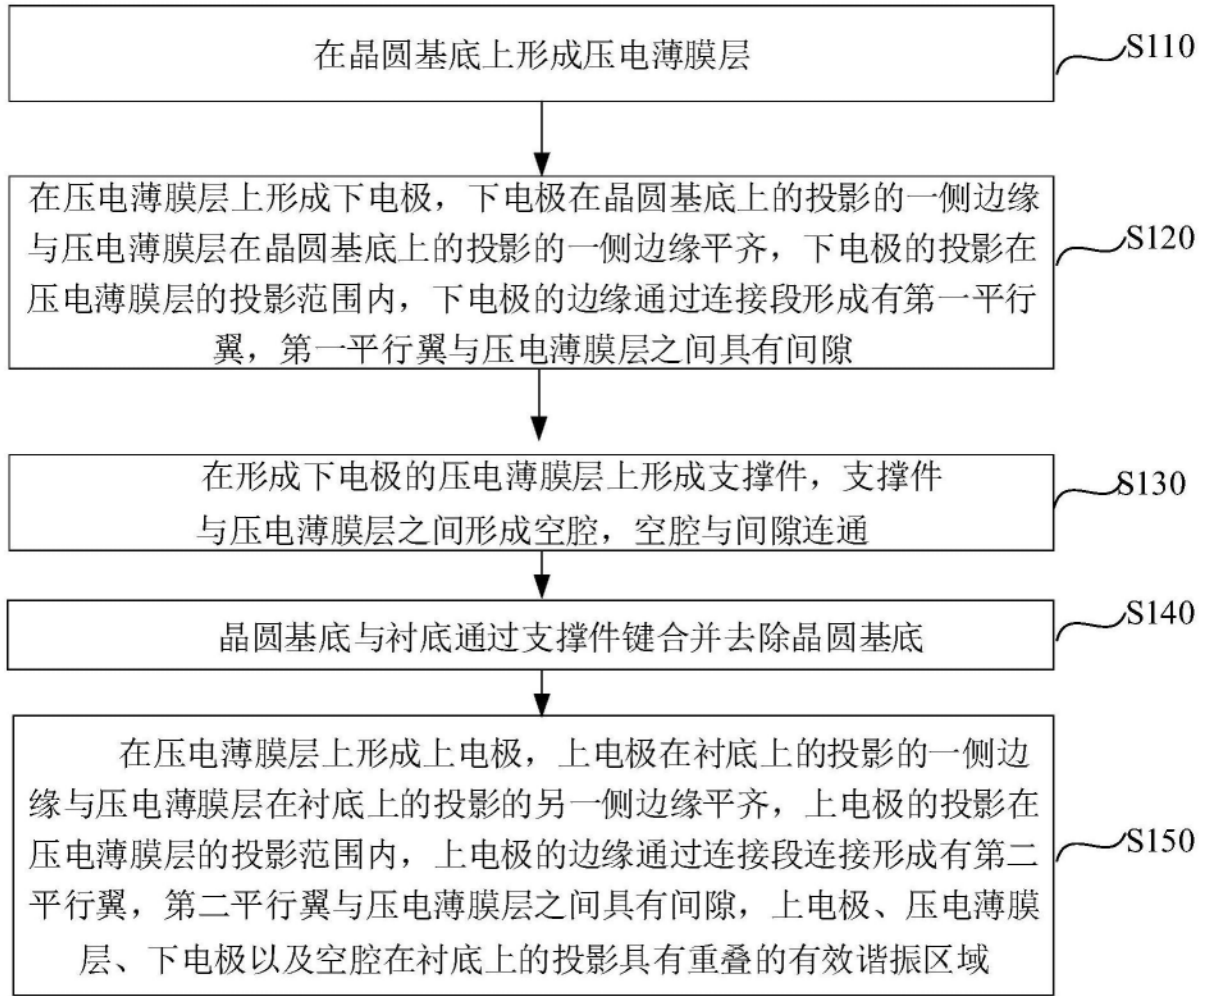 在晶圆基底上形成压电薄膜层
S110
在压电薄膜层上形成下电极，下电极在晶圆基底上的投影的一侧边缘
与压电薄膜层在晶圆基底上的投影的一侧边缘平齐，下电极的投影在
压电薄膜层的投影范围内，下电极的边缘通过连接段形成有第一平行
翼，第一平行翼与压电薄膜层之间具有间隙
S120
在形成下电极的压电薄膜层上形成支撑件，支撑件
与压电薄膜层之间形成空腔，空腔与间隙连通
S130
晶圆基底与衬底通过支撑件键合并去除晶圆基底
S140
在压电薄膜层上形成上电极，上电极在衬底上的投影的一侧边
缘与压电薄膜层在衬底上的投影的另一侧边缘平齐，上电极的投影在
压电薄膜层的投影范围内，上电极的边缘通过连接段连接形成有第二
平行翼，第二平行翼与压电薄膜层之间具有间隙，上电极、压电薄膜
层、下电极以及空腔在衬底上的投影具有重叠的有效谐振区域
S150